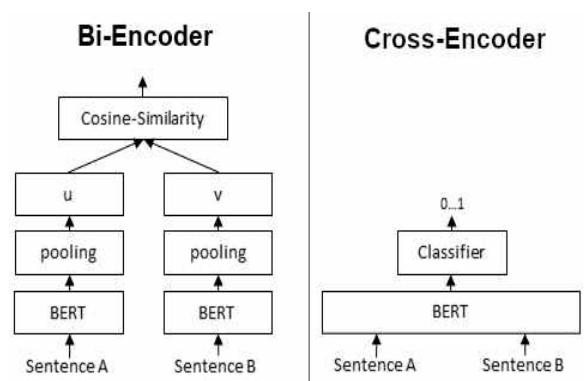 Bi-Encoder
Cosine-Similarity
u
v
pooling
pooling
BERT
BERT
Sentence A
Sentence B
Cross-Encoder
0...1
Classifier
BERT
Sentence A
Sentence B